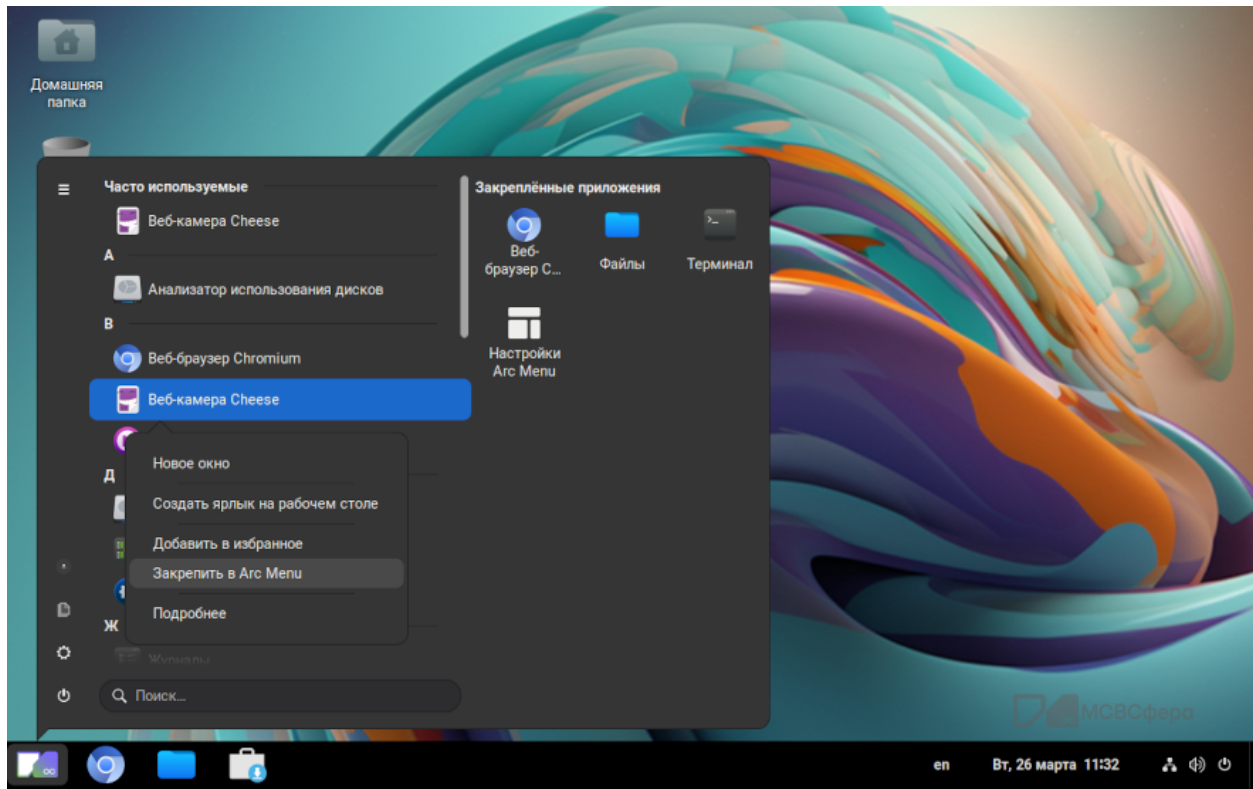 Домашняя
папка
Часто используемые
Веб-камера Cheese
А
Анализатор использования дисков
В
Веб-браузер Chromium
Веб-камера Cheese
Д
Ж
Журналы
Новое окно
Создать ярлык на рабочем столе
Добавить в избранное
Закрепить в Arc Menu
Подробнее
Поиск...
Закреплённые приложения
Веб-
браузер C...
Файлы
Терминал
Настройки
Arc Menu
МСВСфера
en
Вт, 26 марта 11:32